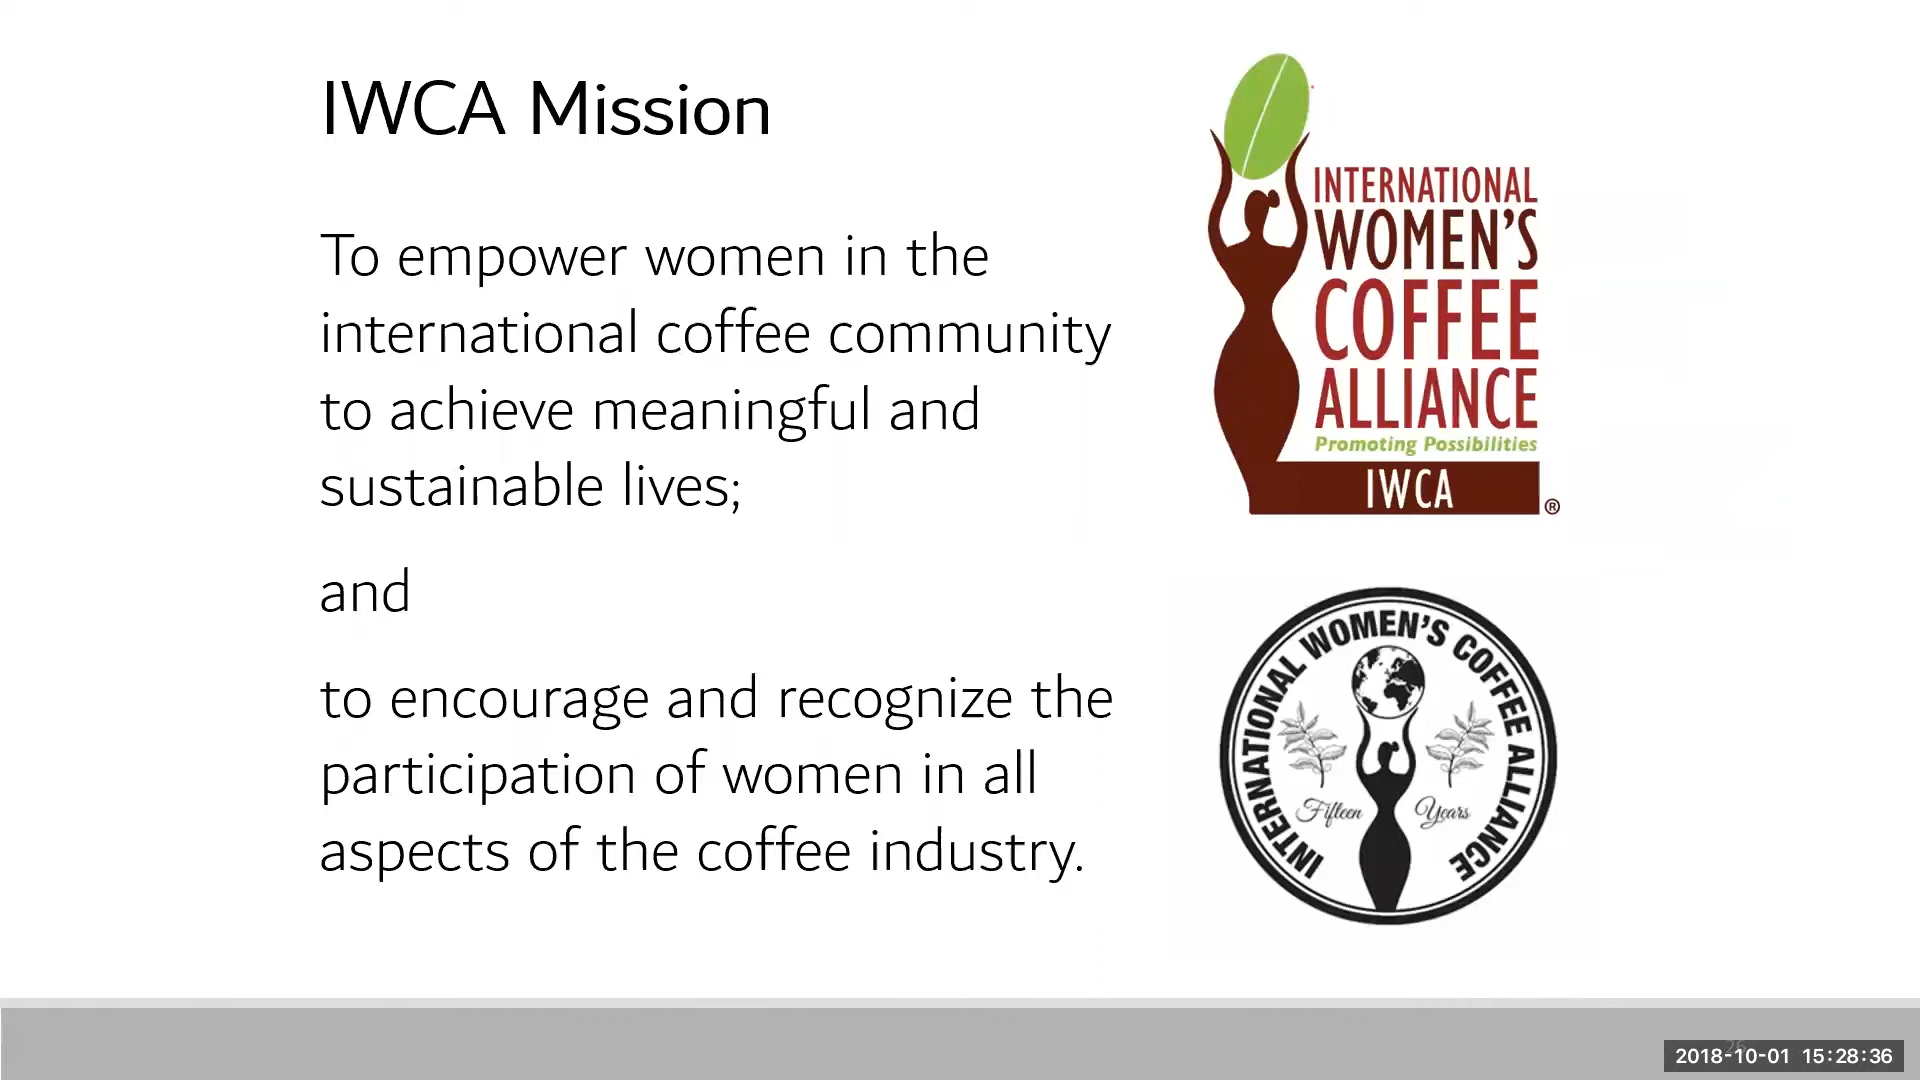 IWCA Mission
To empower women in the
international coffee community
to achieve meaningful and
sustainable lives;
and
to encourage and recognize the
participation of women in all
aspects of the coffee industry.
INTERNATIONAL
WOMEN'S
COFFEE
ALLIANCE
Promoting Possibilities
IWCA
®
INTERNATIONAL WOMEN'S COFFEE ALLIANCE
Fifteen Years
2018-10-01 15:28:36